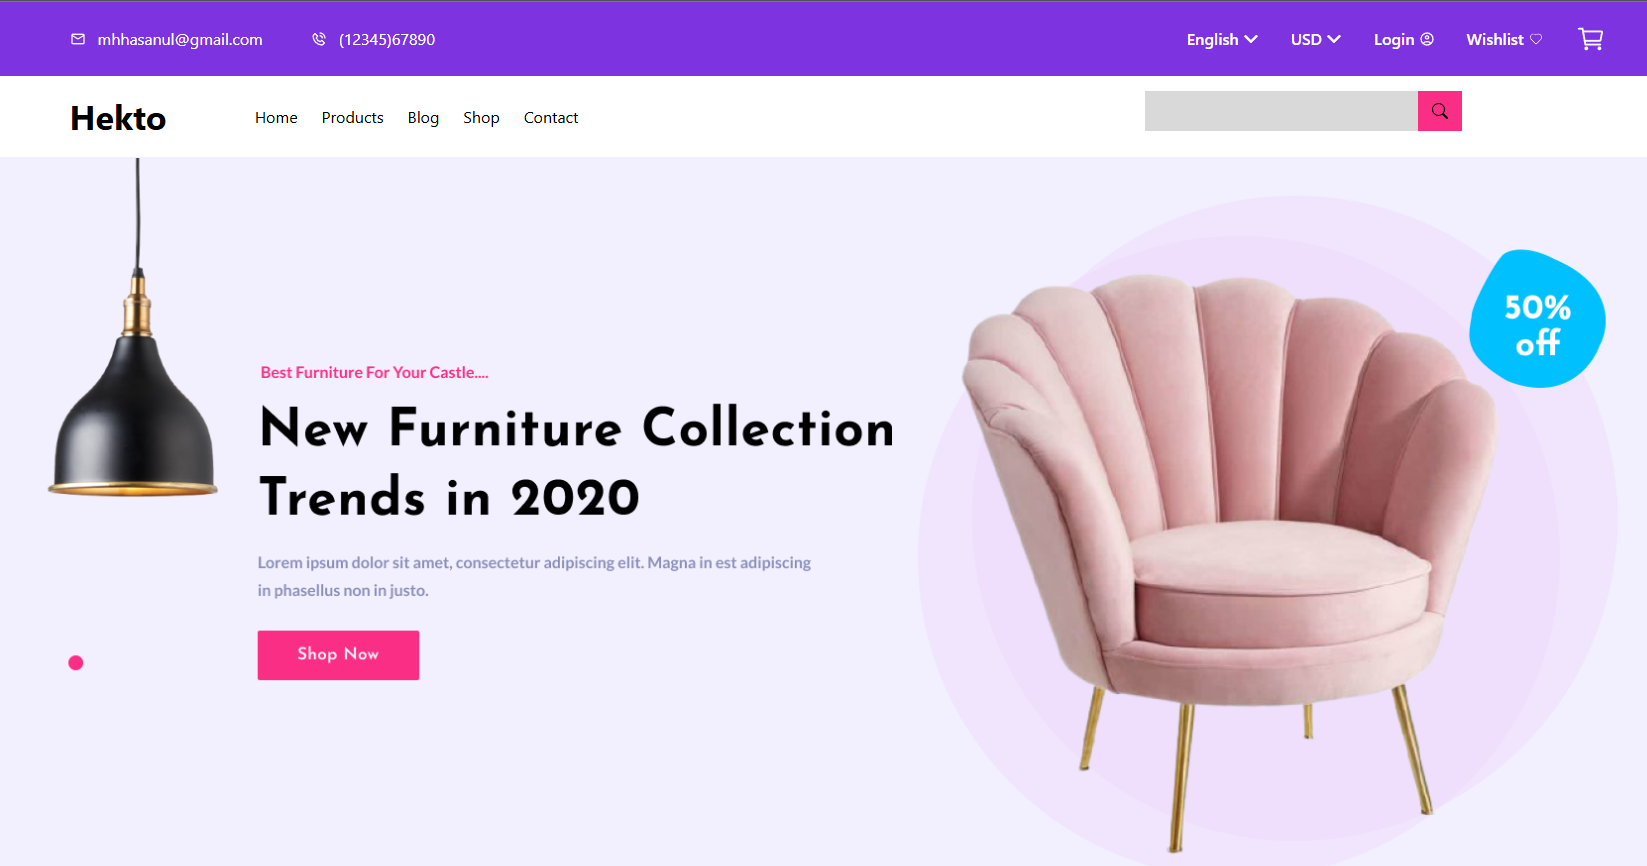 mhhasanul@gmail.com (12345)67890 English USD Login Wishlist
Hekto Home Products Blog Shop Contact
50%
off
Best Furniture For Your Castle....
New Furniture Collection
Trends in 2020
Lorem ipsum dolor sit amet, consectetur adipiscing elit. Magna in est adipiscing
in phasellus non in justo.
Shop Now